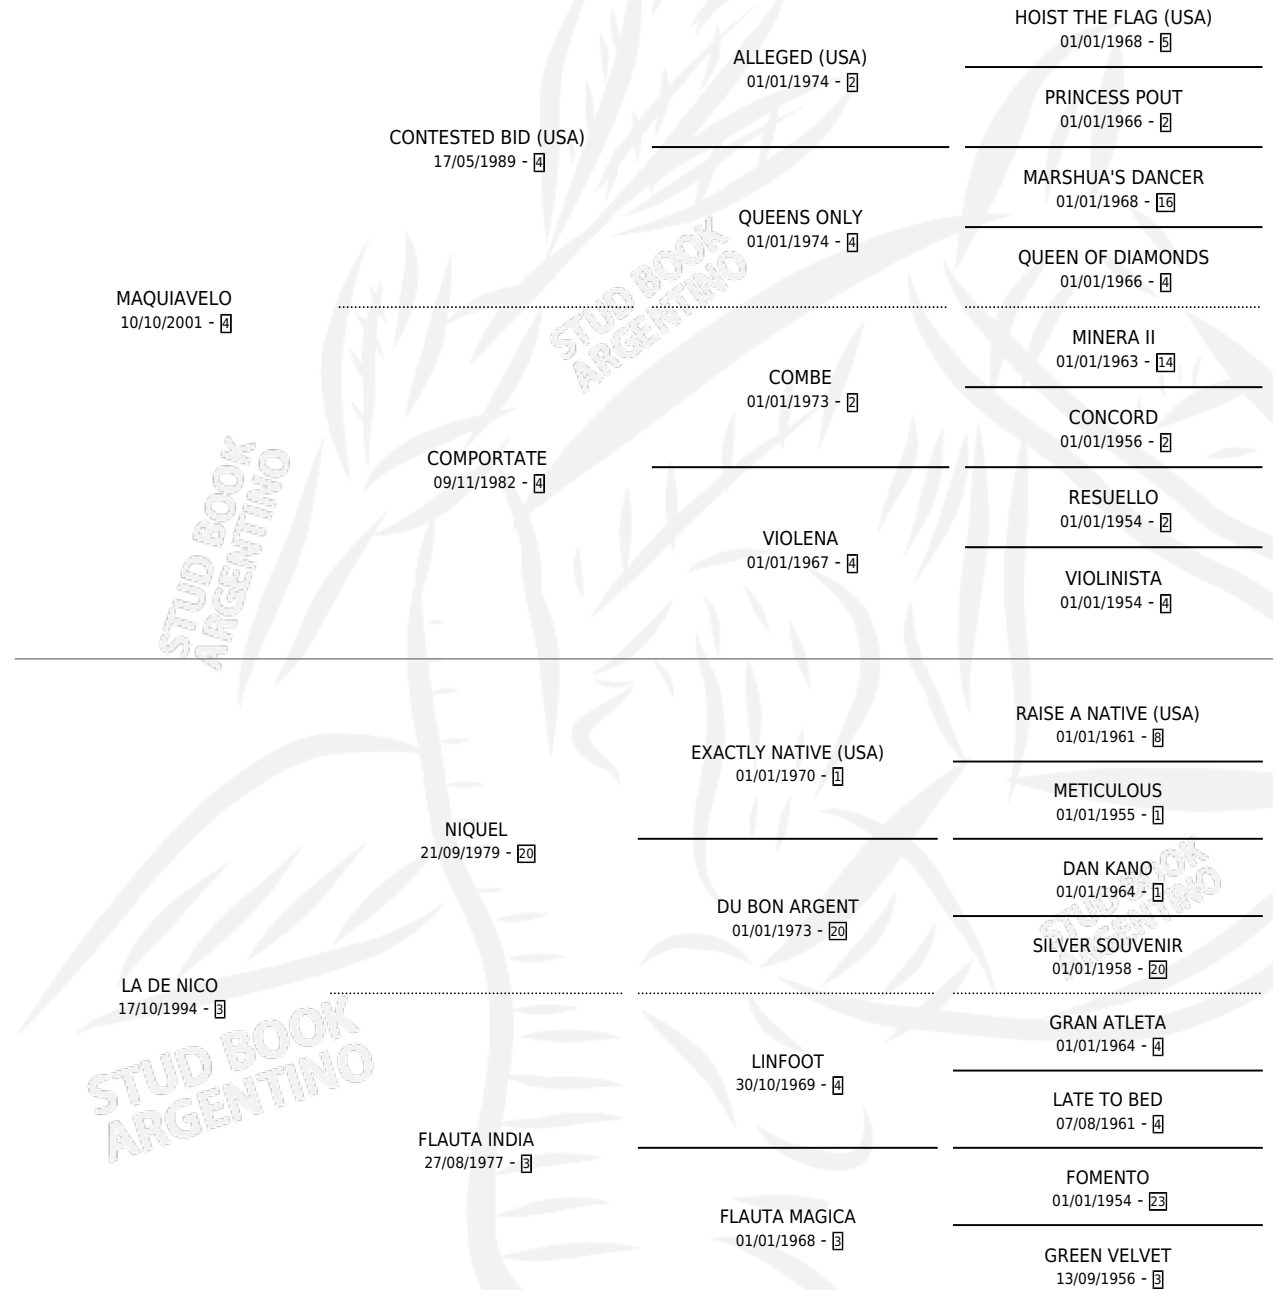 HOIST THE FLAG (USA)
01/01/1968 - 5
ALLEGED (USA)
01/01/1974 - 2
PRINCESS POUT
01/01/1966 - 2
CONTESTED BID (USA)
17/05/1989 - 4
MARSHUA'S DANCER
01/01/1968 - 16
QUEENS ONLY
01/01/1974 - 4
QUEEN OF DIAMONDS
01/01/1966 - 4
MAQUIAVELO
10/10/2001 - 4
MINERA II
01/01/1963 - 14
COMBE
01/01/1973 - 2
CONCORD
01/01/1956 - 2
COMPORTATE
09/11/1982 - 4
RESUELLO
01/01/1954 - 2
VIOLENA
01/01/1967 - 4
VIOLINISTA
01/01/1954 - 4
RAISE A NATIVE (USA)
01/01/1961 - 8
EXACTLY NATIVE (USA)
01/01/1970 - 1
METICULOUS
01/01/1955 - 1
NIQUEL
21/09/1979 - 20
DAN KANO
01/01/1964 - 1
DU BON ARGENT
01/01/1973 - 20
SILVER SOUVENIR
01/01/1958 - 20
LA DE NICO
17/10/1994 - 3
GRAN ATLETA
01/01/1964 - 4
LINFOOT
30/10/1969 - 4
LATE TO BED
07/08/1961 - 4
FLAUTA INDIA
27/08/1977 - 3
FOMENTO
01/01/1954 - 23
FLAUTA MAGICA
01/01/1968 - 3
GREEN VELVET
13/09/1956 - 3
STUD BOOK
ARGENTINO
STUD BOOK
ARGENTINO
STUD BOOK
ARGENTINO
STUD BOOK
ARGENTINO